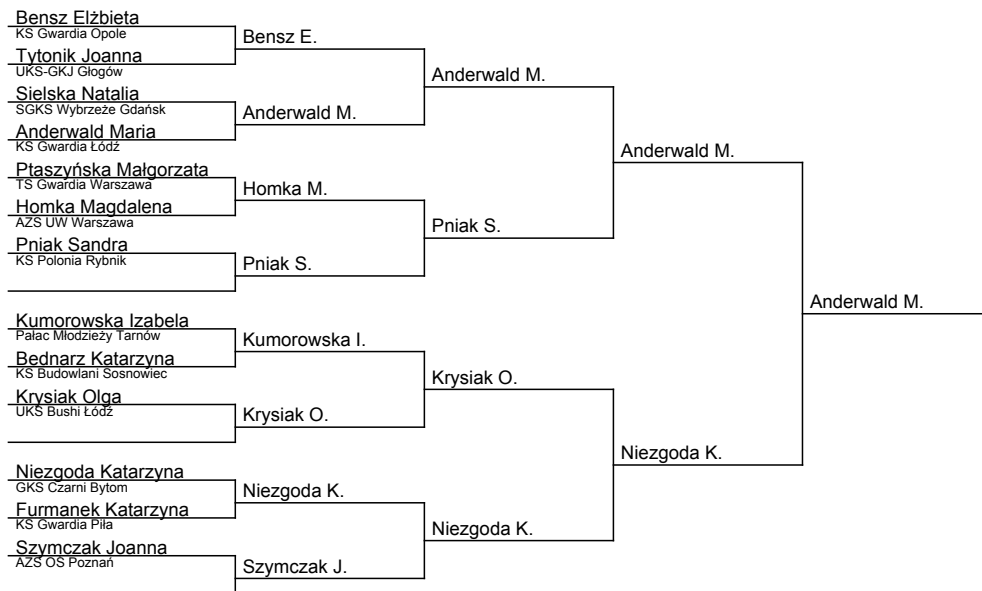 Bensz Elżbieta
KS Gwardia Opole
Tytonik Joanna
UKS-GKJ Głogów
Sielska Natalia
SGKS Wybrzeże Gdańsk
Anderwald Maria
KS Gwardia Łódź
Ptaszyńska Małgorzata
TS Gwardia Warszawa
Homka Magdalena
AZS UW Warszawa
Pniak Sandra
KS Polonia Rybnik
Kumorowska Izabela
Pałac Młodzieży Tarnów
Bednarz Katarzyna
KS Budowlani Sosnowiec
Krysiak Olga
UKS Bushi Łódź
Niezgoda Katarzyna
GKS Czarni Bytom
Furmanek Katarzyna
KS Gwardia Piła
Szymczak Joanna
AZS OŚ Poznań
Bensz E.
Anderwald M.
Homka M.
Pniak S.
Kumorowska I.
Krysiak O.
Niezgoda K.
Szymczak J.
Anderwald M.
Pniak S.
Krysiak O.
Niezgoda K.
Anderwald M.
Niezgoda K.
Anderwald M.